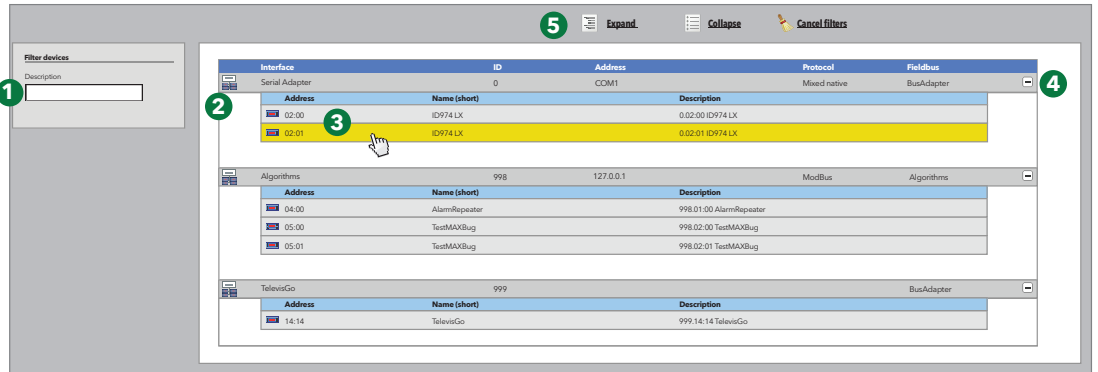 5 Expand Collapse Cancel filters
Filter devices
Description
1
Interface ID Address Protocol Fieldbus
Serial Adapter 0 COM1 Mixed native BusAdapter
4
2
Address Name (short) Description
02:00 ID974 LX 0.02:00 ID974 LX
3
02:01 ID974 LX 0.02:01 ID974 LX
Algorithms 998 127.0.0.1 ModBus Algorithms
Address Name (short) Description
04:00 AlarmRepeater 998.01:00 AlarmRepeater
05:00 TestMAXBug 998.02:00 TestMAXBug
05:01 TestMAXBug 998.02:01 TestMAXBug
TelevisGo 999 BusAdapter
Address Name (short) Description
14:14 TelevisGo 999.14:14 TelevisGo